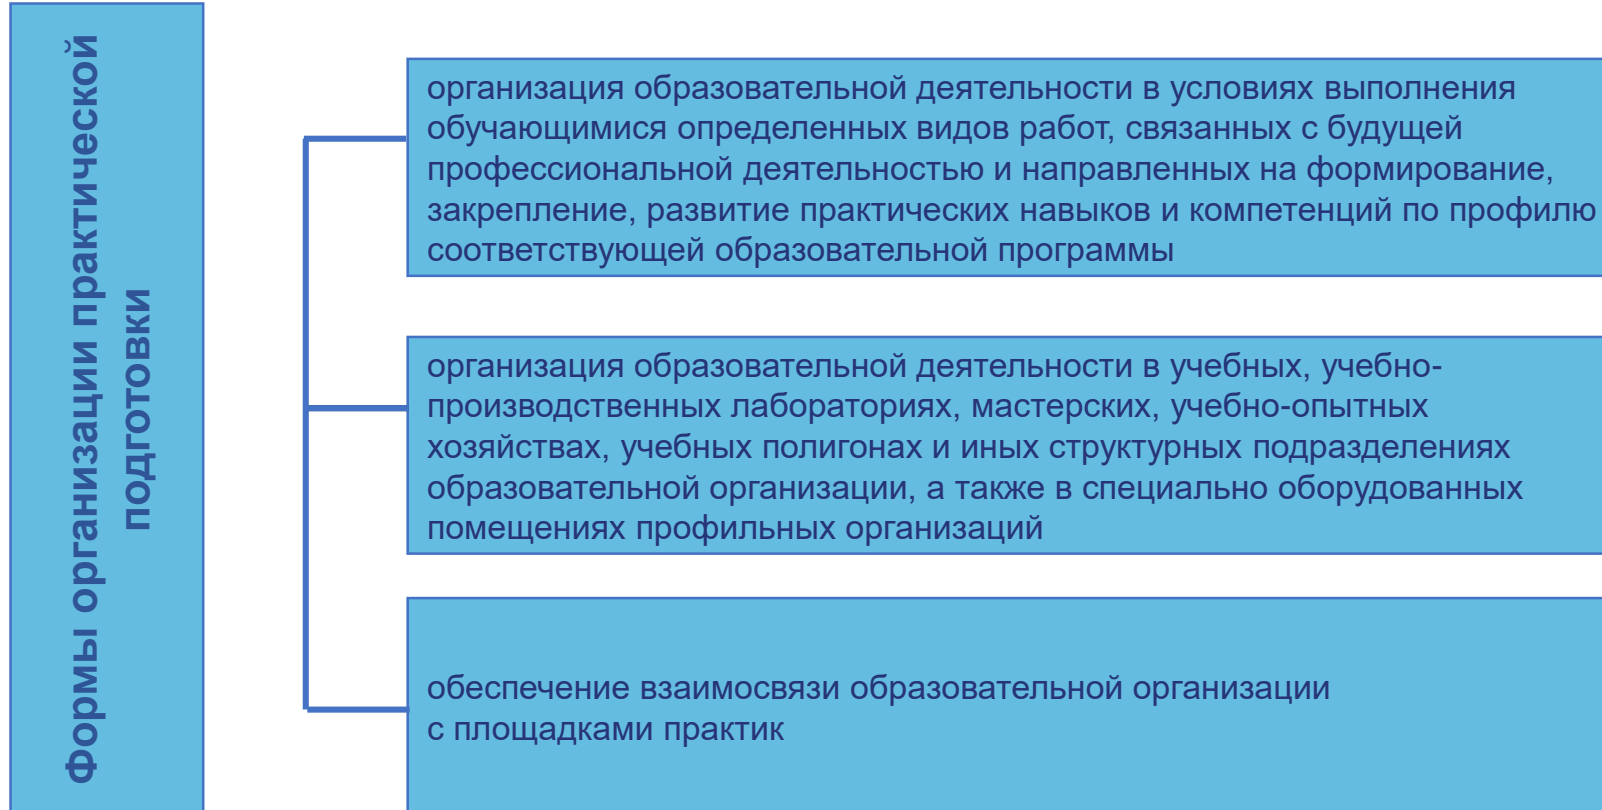 Формы организации практической
подготовки
организация образовательной деятельности в условиях выполнения
обучающимися определенных видов работ, связанных с будущей
профессиональной деятельностью и направленных на формирование,
закрепление, развитие практических навыков и компетенций по профилю
соответствующей образовательной программы
организация образовательной деятельности в учебных, учебно-
производственных лабораториях, мастерских, учебно-опытных
хозяйствах, учебных полигонах и иных структурных подразделениях
образовательной организации, а также в специально оборудованных
помещениях профильных организаций
обеспечение взаимосвязи образовательной организации
с площадками практик